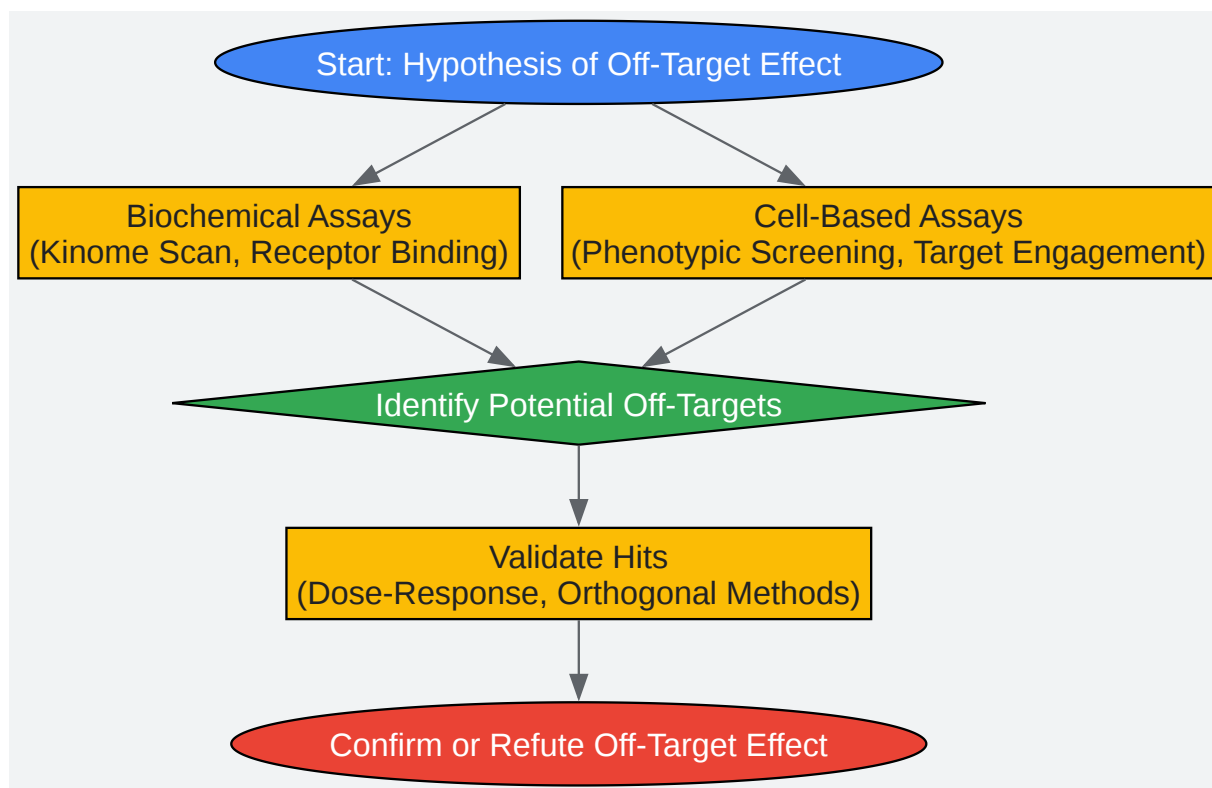 Start: Hypothesis of Off-Target Effect
Biochemical Assays
(Kinome Scan, Receptor Binding)
Cell-Based Assays
(Phenotypic Screening, Target Engagement)
Identify Potential Off-Targets
Validate Hits
(Dose-Response, Orthogonal Methods)
Confirm or Refute Off-Target Effect